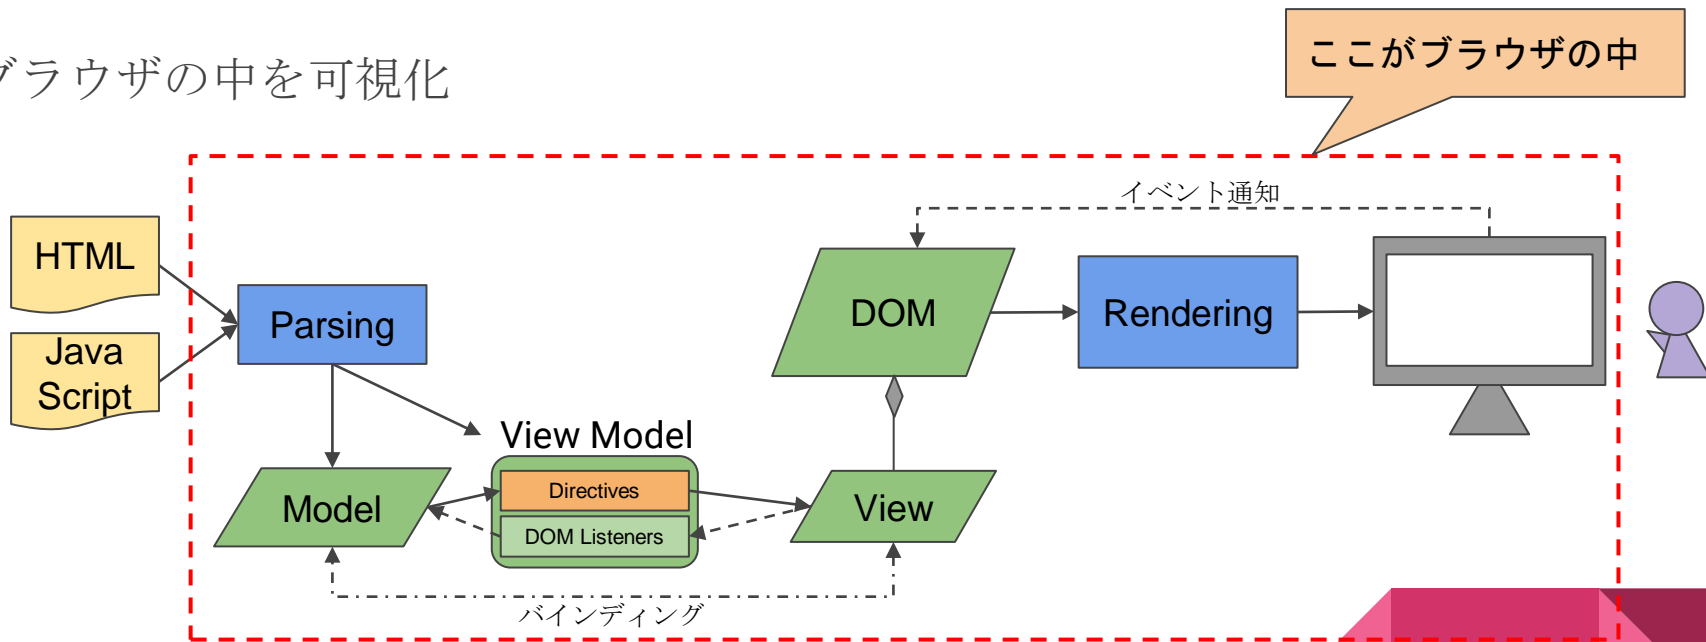 ブラウザの中を可視化
ここがブラウザの中
イベント通知
HTML
Java
Script
Parsing
DOM
Rendering
View Model
Directives
DOM Listeners
Model
View
バインディング